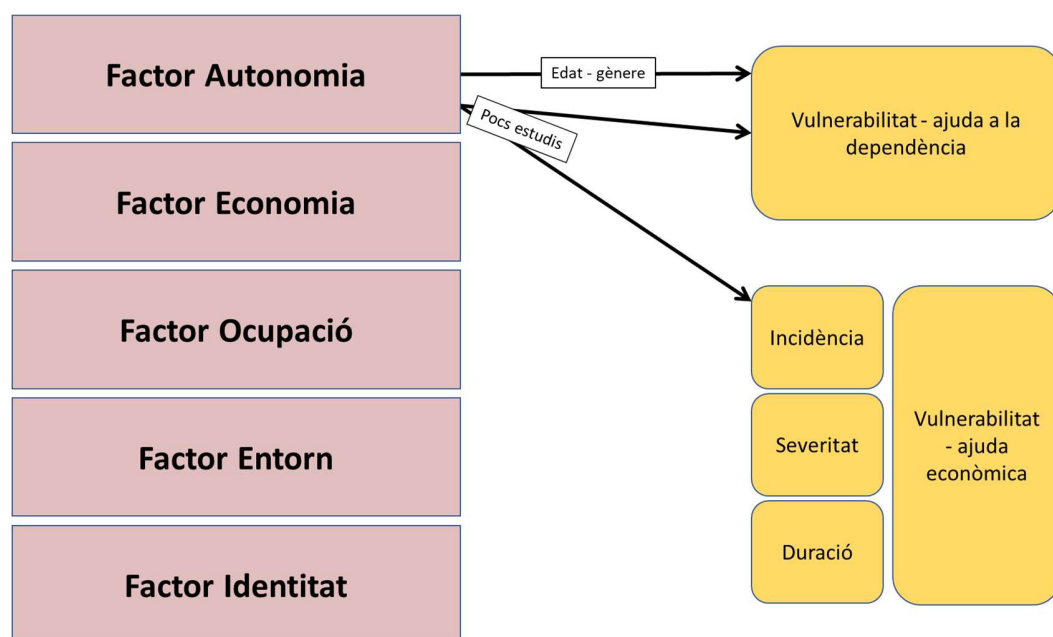 Factor Autonomia
Factor Economia
Factor Ocupació
Factor Entorn
Factor Identitat
Edat - gènere
Pocs estudis
Vulnerabilitat - ajuda a la
dependència
Incidència
Severitat
Duració
Vulnerabilitat
- ajuda
econòmica